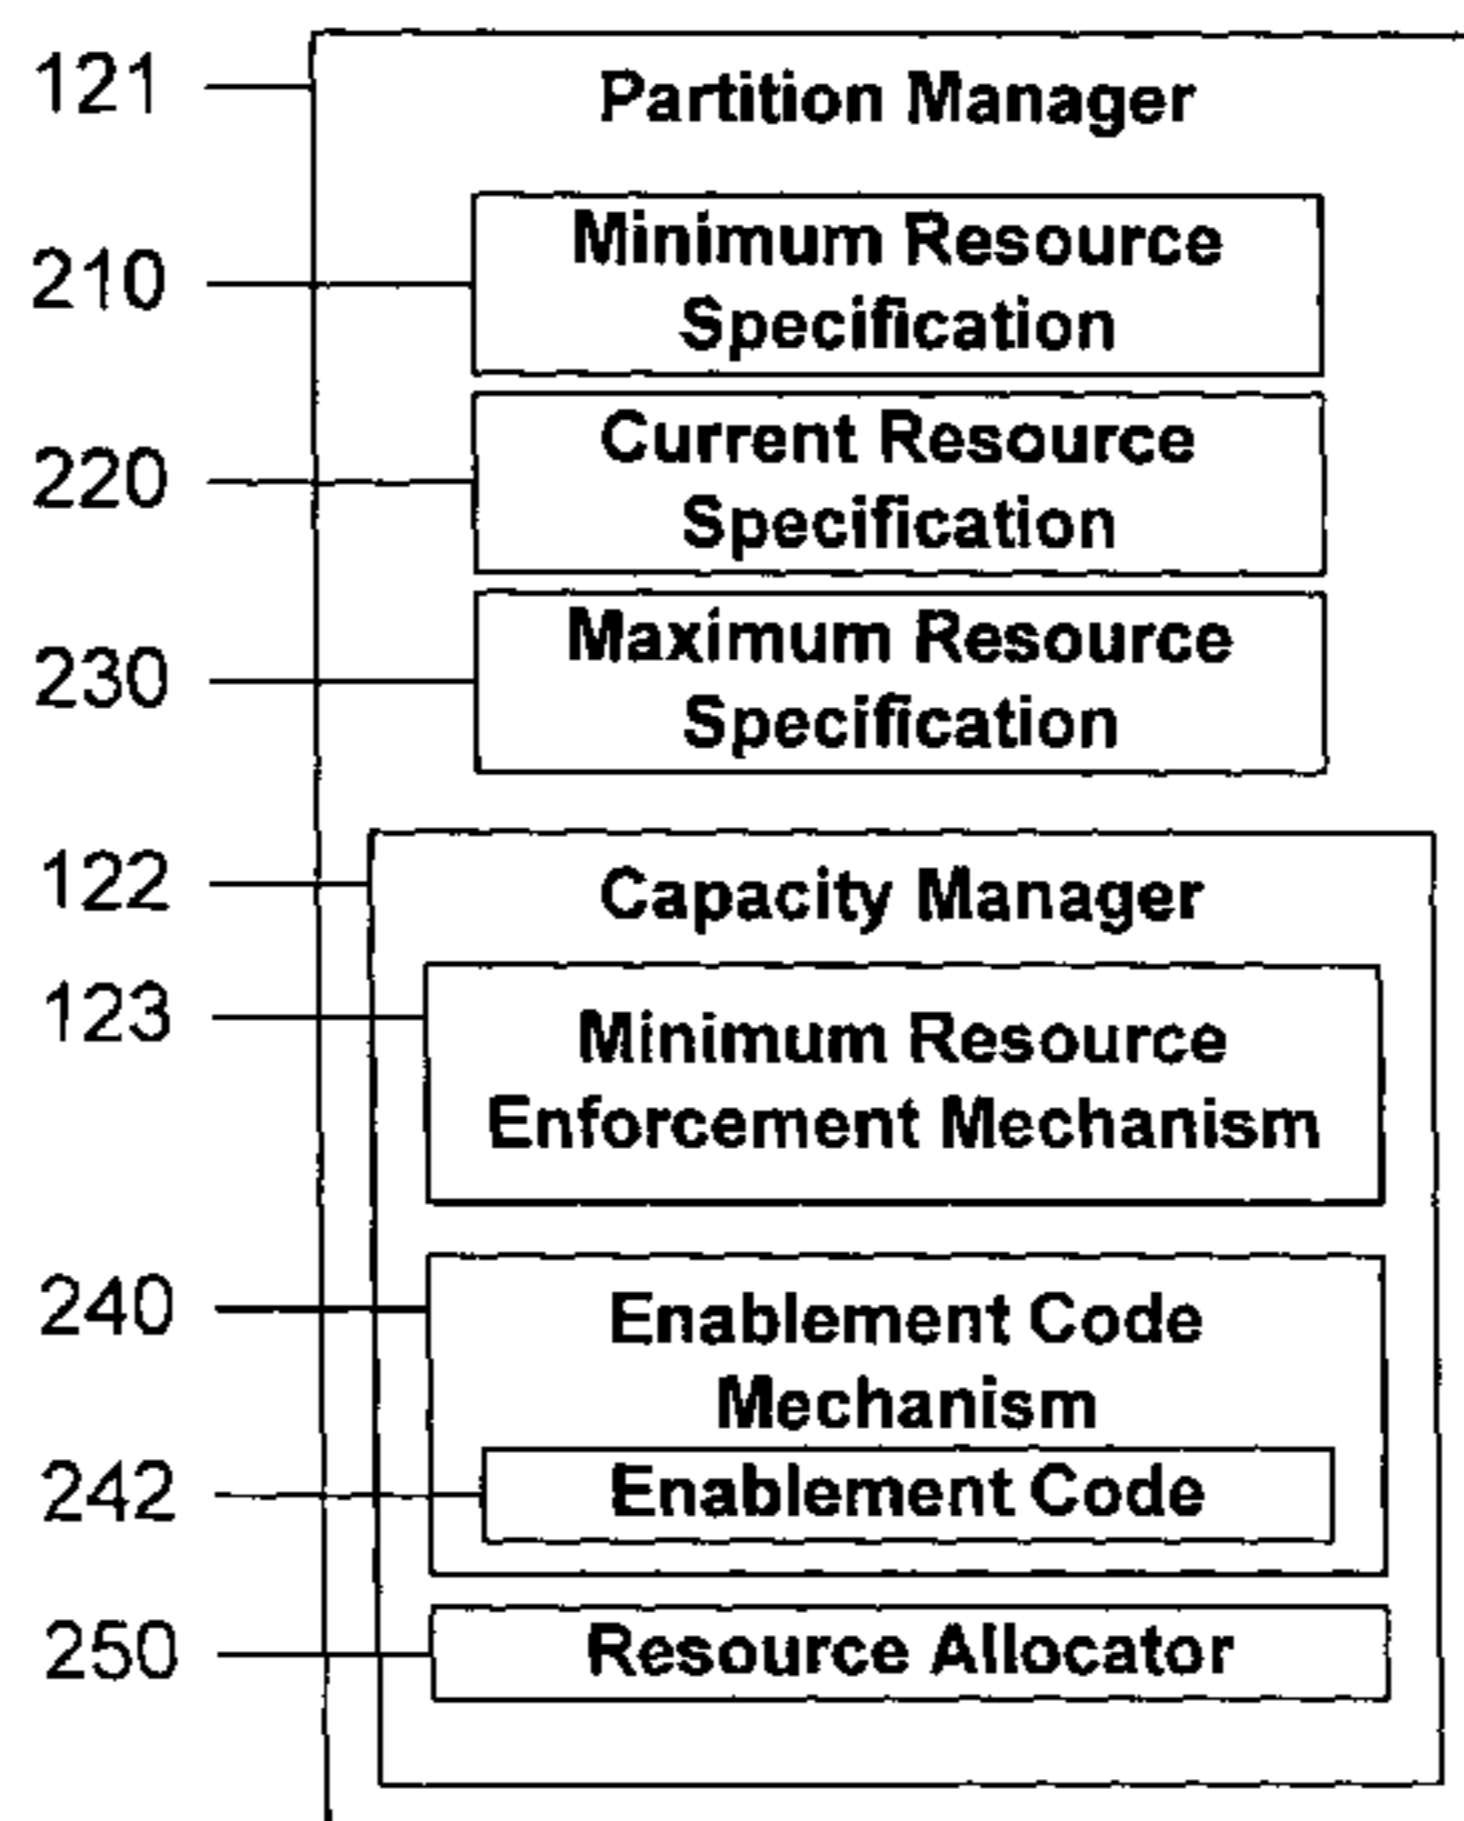 121
Partition Manager
210
Minimum Resource
Specification
220
Current Resource
Specification
230
Maximum Resource
Specification
122
Capacity Manager
123
Minimum Resource
Enforcement Mechanism
240
Enablement Code
Mechanism
242
Enablement Code
250
Resource Allocator